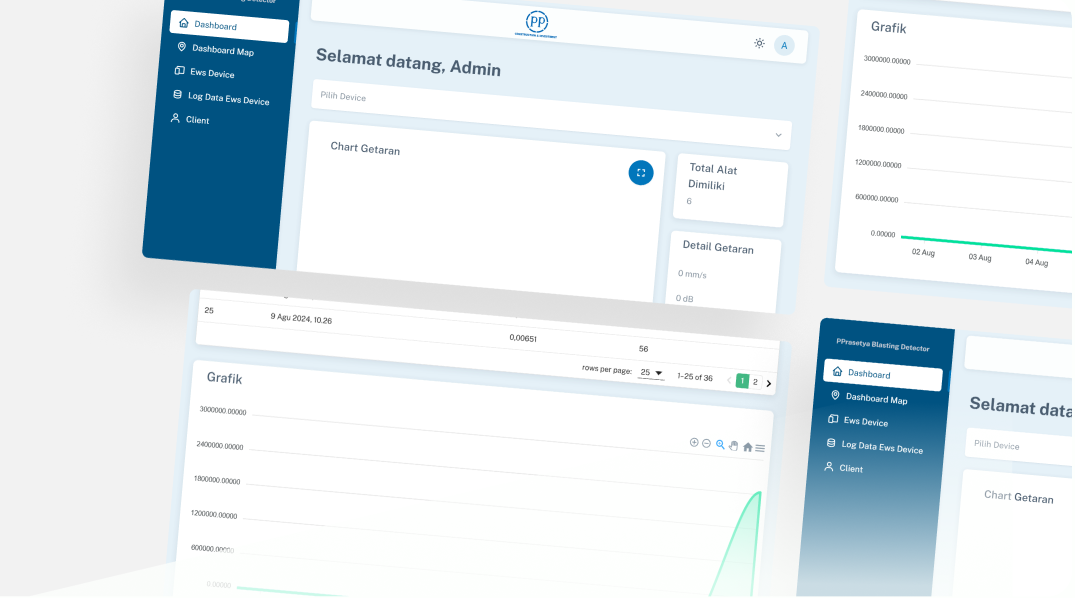 Dashboard
Dashboard Map
Ews Device
Log Data Ews Device
Client
PP
Selamat datang, Admin
A
Pilih Device
Chart Getaran
Total Alat
Dimiliki
6
Detail Getaran
0 mm/s
0 dB
Grafik
3000000.00000
2400000.00000
1800000.00000
1200000.00000
600000.00000
0.00000
02 Aug
03 Aug
04 Aug
25
9 Agu 2024, 10.26
0,00651
56
rows per page:
25
1-25 of 36
1
2
Grafik
3000000.00000
2400000.00000
1800000.00000
1200000.00000
600000.00000
0.00000
PPrasetya Blasting Detector
Dashboard
Dashboard Map
Ews Device
Log Data Ews Device
Client
Selamat data
Pilih Device
Chart Getaran